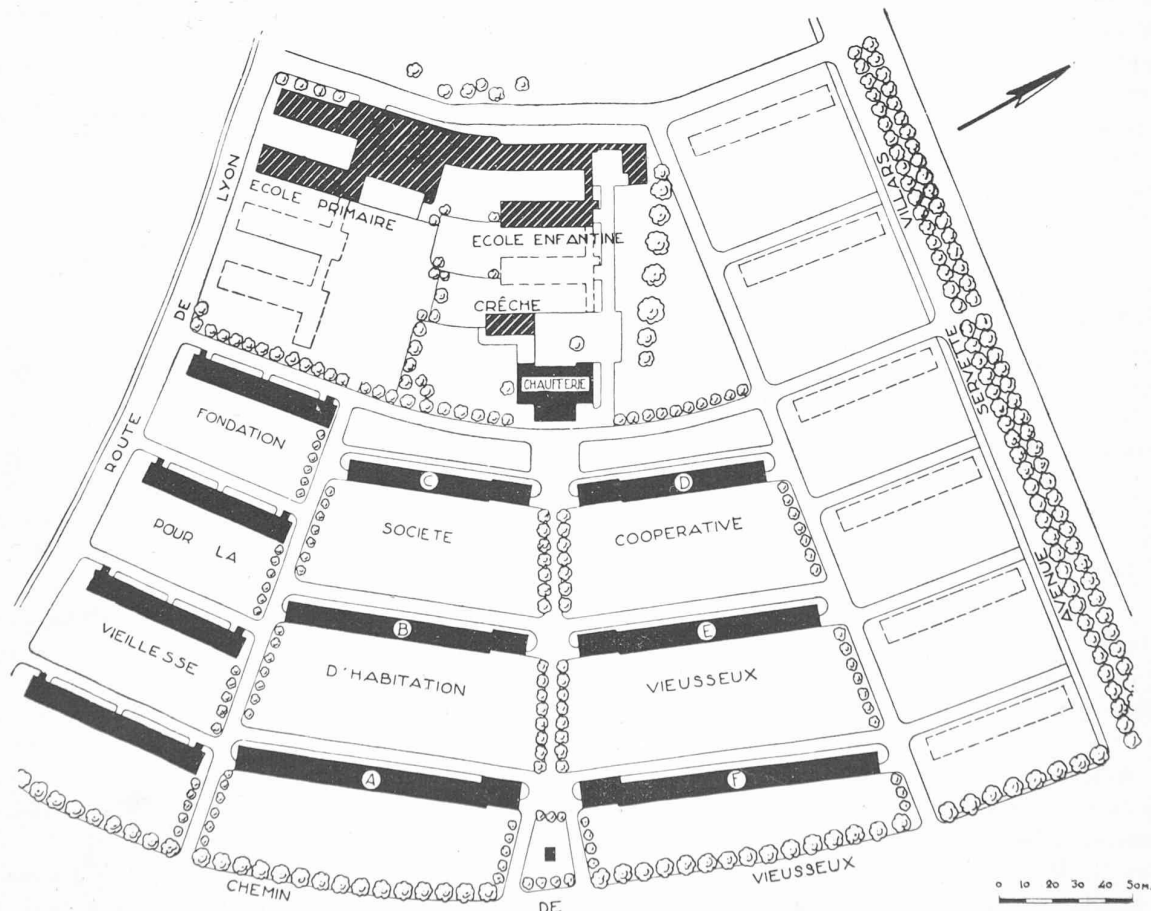 ROUTE DE LYON
ECOLE PRIMAIRE
ECOLE ENFANTINE
CRÊCHE
CHAUFFERIE
AVENUE SERVETTE VILLARS
FONDATION
POUR LA
VIEILLESSE
C
D
SOCIETE
COOPERATIVE
B
E
D'HABITATION
VIEUSSEUX
A
F
CHEMIN DE VIEUSSEUX
0 10 20 30 40 50M.